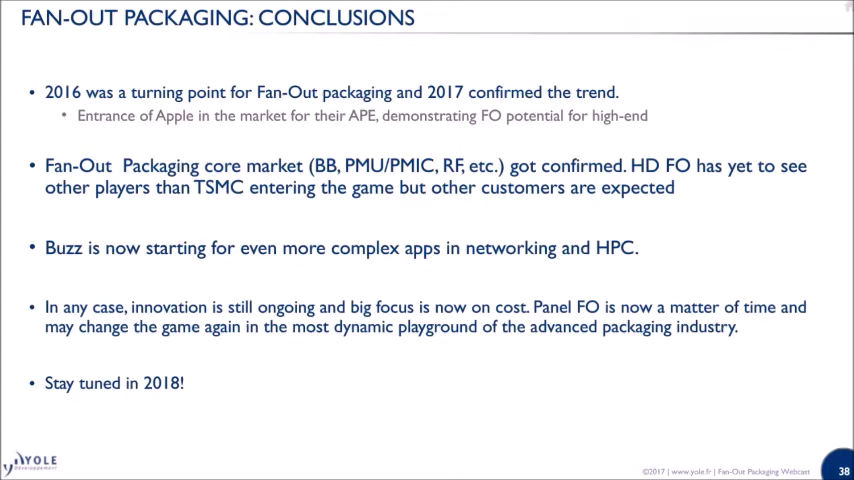 FAN-OUT PACKAGING: CONCLUSIONS
• 2016 was a turning point for Fan-Out packaging and 2017 confirmed the trend.
• Entrance of Apple in the market for their APE, demonstrating FO potential for high-end
• Fan-Out Packaging core market (BB, PMU/PMIC, RF, etc.) got confirmed. HD FO has yet to see
other players than TSMC entering the game but other customers are expected
• Buzz is now starting for even more complex apps in networking and HPC.
• In any case, innovation is still ongoing and big focus is now on cost. Panel FO is now a matter of time and
may change the game again in the most dynamic playground of the advanced packaging industry.
• Stay tuned in 2018!
YOLE
Développement
©2017 | www.yole.fr | Fan-Out Packaging Webcast
38